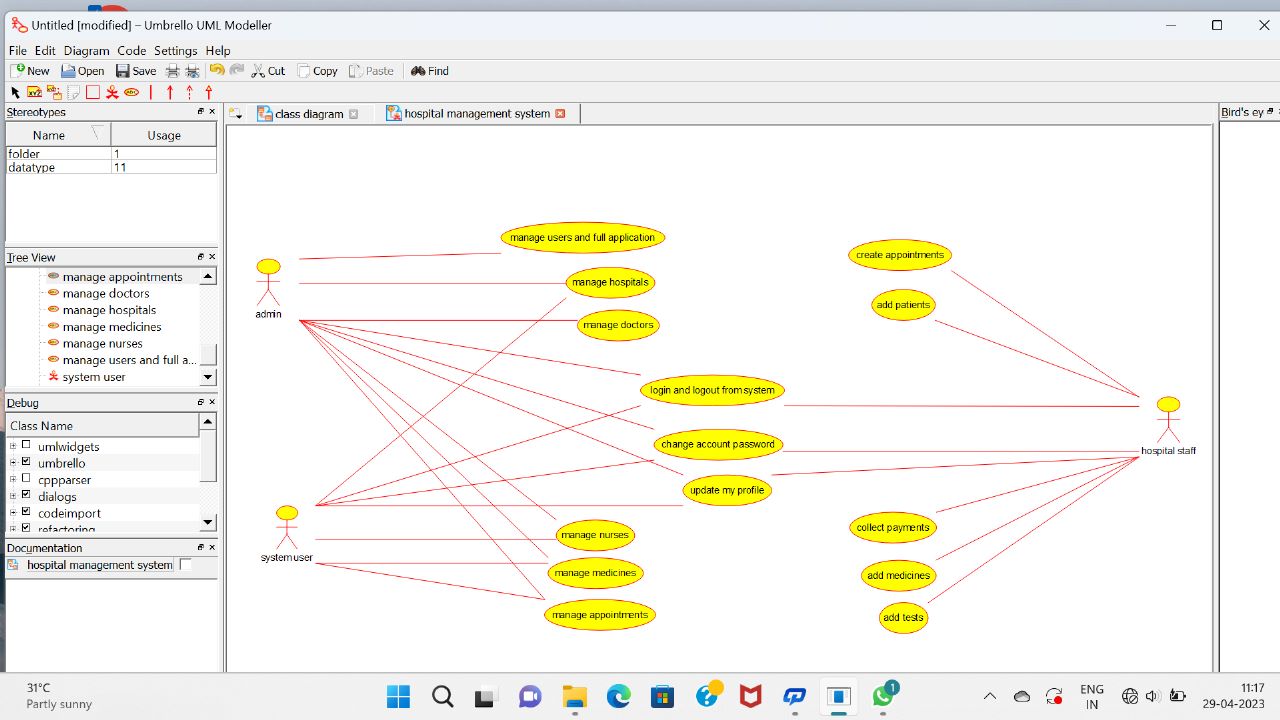 Untitled [modified] – Umbrello UML Modeller
File Edit Diagram Code Settings Help
New Open Save Cut Copy Paste Find
Stereotypes
Name Usage
folder 1
datatype 11
Tree View
manage appointments
manage doctors
manage hospitals
manage medicines
manage nurses
manage users and full a...
system user
Debug
Class Name
umlwidgets
umbrello
cppparser
dialogs
codeimport
refactoring
Documentation
hospital management system
class diagram
hospital management system
Bird's ey
manage users and full application
manage hospitals
manage doctors
admin
login and logout from system
change account password
update my profile
system user
manage nurses
manage medicines
manage appointments
create appointments
add patients
hospital staff
collect payments
add medicines
add tests
31°C
Partly sunny
1
ENG
IN
11:17
29-04-2023